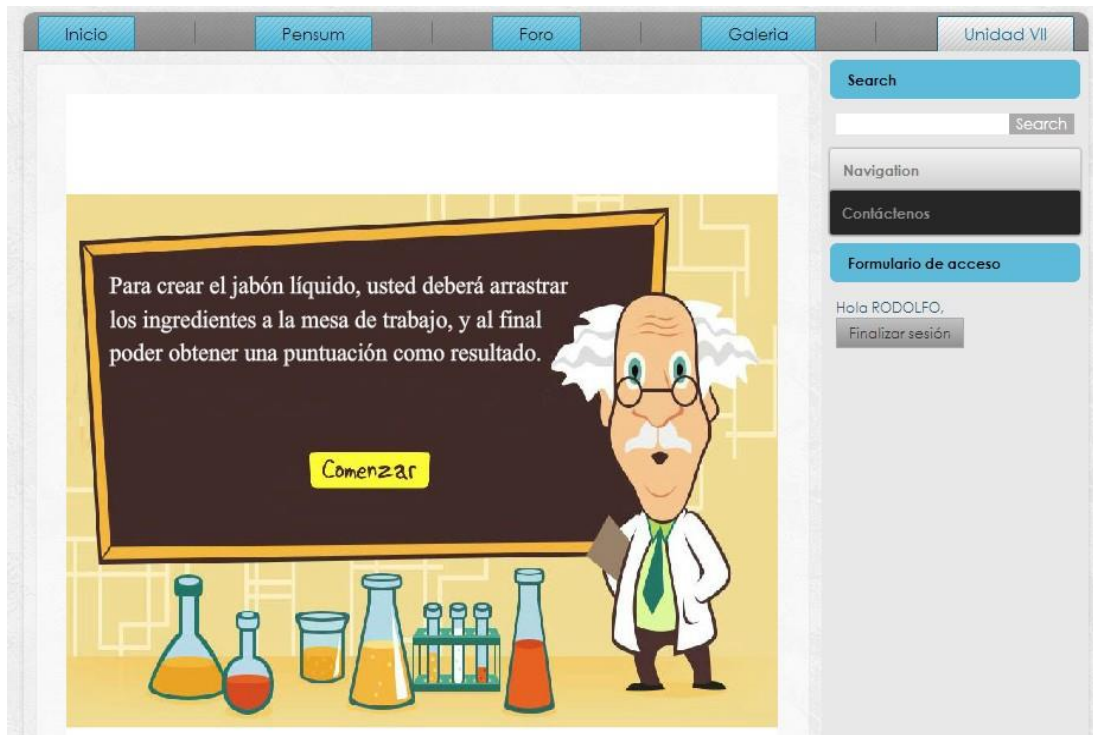 Inicio
Pensum
Foro
Galeria
Unidad VII
Search
Search
Navigation
Contáctenos
Formulario de acceso
Hola RODOLFO,
Finalizar sesión
Para crear el jabón líquido, usted deberá arrastrar
los ingredientes a la mesa de trabajo, y al final
poder obtener una puntuación como resultado.
Comenzar